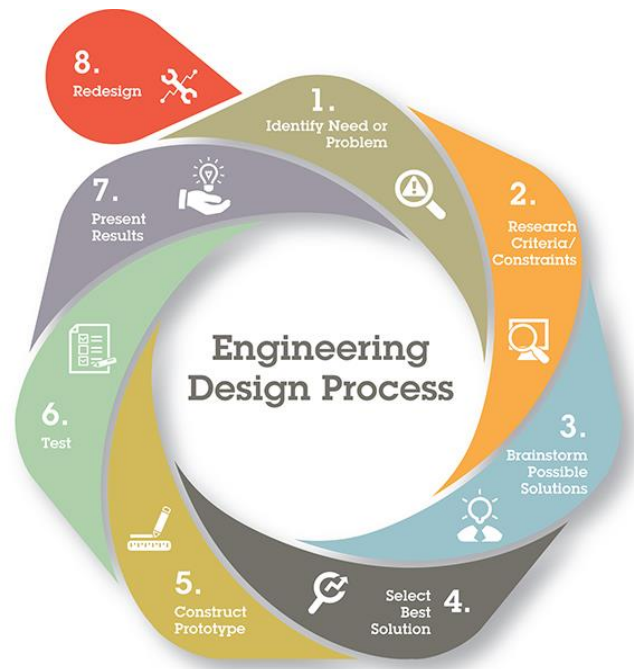 Engineering
Design Process
1.
Identify Need or
Problem
2.
Research
Criteria/
Constraints
3.
Brainstorm
Possible
Solutions
4.
Select
Best
Solution
5.
Construct
Prototype
6.
Test
7.
Present
Results
8.
Redesign